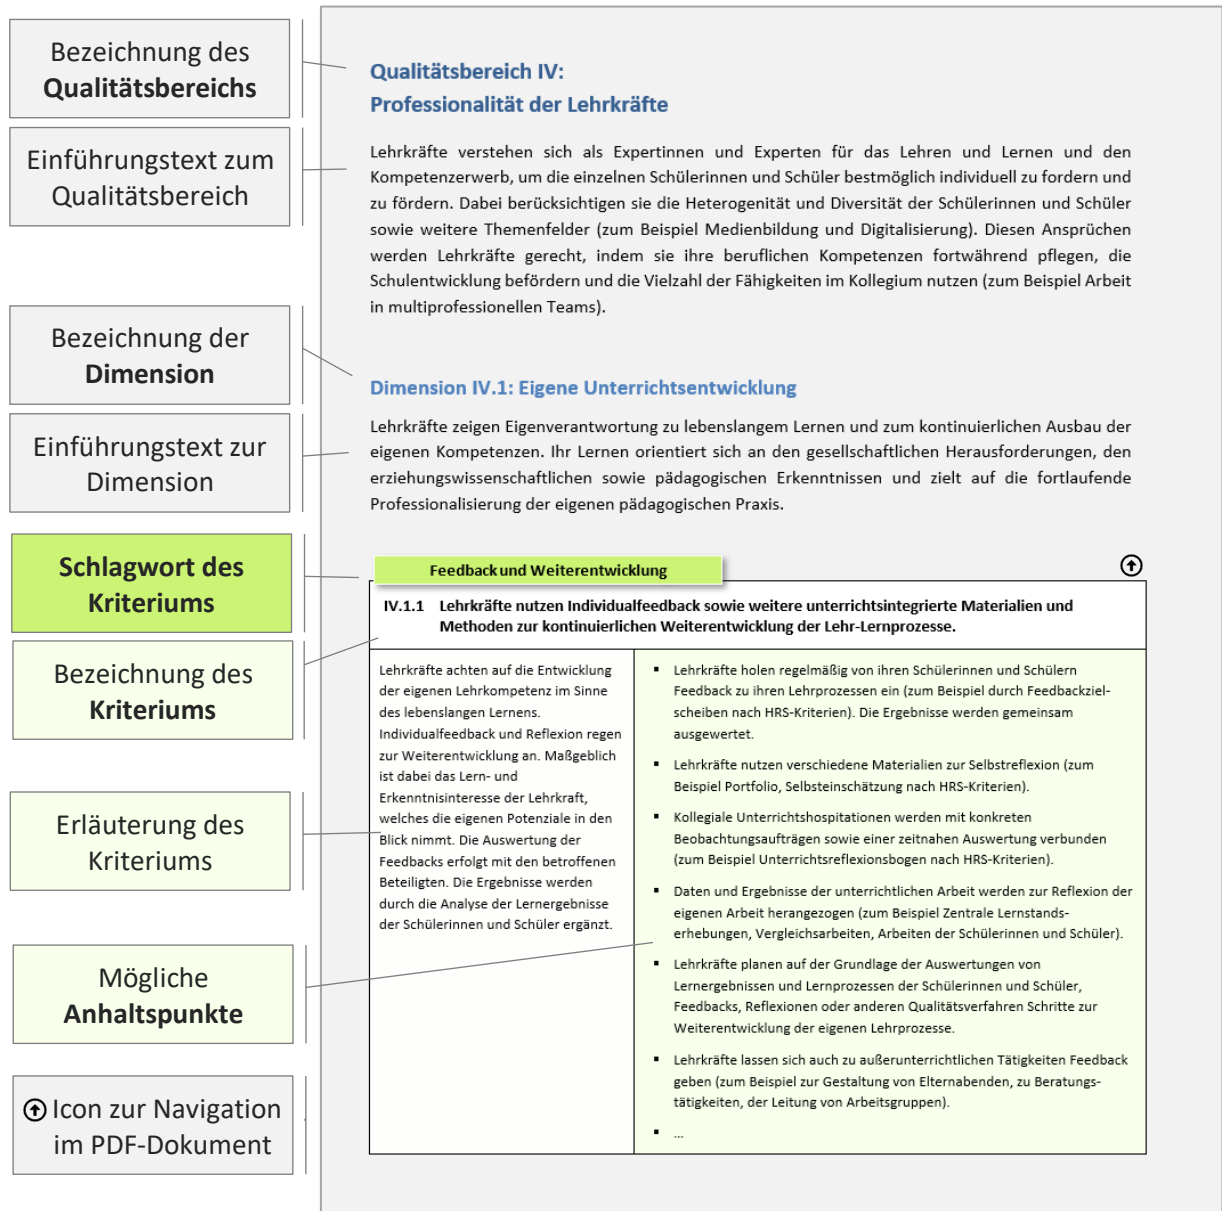 Bezeichnung des
Qualitätsbereichs
Einführungstext zum
Qualitätsbereich
Bezeichnung der
Dimension
Einführungstext zur
Dimension
Schlagwort des
Kriteriums
Bezeichnung des
Kriteriums
Erläuterung des
Kriteriums
Mögliche
Anhaltspunkte
Icon zur Navigation
im PDF-Dokument
Qualitätsbereich IV:
Professionalität der Lehrkräfte
Lehrkräfte verstehen sich als Expertinnen und Experten für das Lehren und Lernen und den
Kompetenzerwerb, um die einzelnen Schülerinnen und Schüler bestmöglich individuell zu fordern und
zu fördern. Dabei berücksichtigen sie die Heterogenität und Diversität der Schülerinnen und Schüler
sowie weitere Themenfelder (zum Beispiel Medienbildung und Digitalisierung). Diesen Ansprüchen
werden Lehrkräfte gerecht, indem sie ihre beruflichen Kompetenzen fortwährend pflegen, die
Schulentwicklung befördern und die Vielzahl der Fähigkeiten im Kollegium nutzen (zum Beispiel Arbeit
in multiprofessionellen Teams).
Dimension IV.1: Eigene Unterrichtsentwicklung
Lehrkräfte zeigen Eigenverantwortung zu lebenslangem Lernen und zum kontinuierlichen Ausbau der
eigenen Kompetenzen. Ihr Lernen orientiert sich an den gesellschaftlichen Herausforderungen, den
erziehungswissenschaftlichen sowie pädagogischen Erkenntnissen und zielt auf die fortlaufende
Professionalisierung der eigenen pädagogischen Praxis.
Feedback und Weiterentwicklung
IV.1.1 Lehrkräfte nutzen Individualfeedback sowie weitere unterrichtsintegrierte Materialien und
Methoden zur kontinuierlichen Weiterentwicklung der Lehr-Lernprozesse.
Lehrkräfte achten auf die Entwicklung
der eigenen Lehrkompetenz im Sinne
des lebenslangen Lernens.
Individualfeedback und Reflexion regen
zur Weiterentwicklung an. Maßgeblich
ist dabei das Lern- und
Erkenntnisinteresse der Lehrkraft,
welches die eigenen Potenziale in den
Blick nimmt. Die Auswertung der
Feedbacks erfolgt mit den betroffenen
Beteiligten. Die Ergebnisse werden
durch die Analyse der Lernergebnisse
der Schülerinnen und Schüler ergänzt.
▪ Lehrkräfte holen regelmäßig von ihren Schülerinnen und Schülern
Feedback zu ihren Lehrprozessen ein (zum Beispiel durch Feedbackziel-
scheiben nach HRS-Kriterien). Die Ergebnisse werden gemeinsam
ausgewertet.
▪ Lehrkräfte nutzen verschiedene Materialien zur Selbstreflexion (zum
Beispiel Portfolio, Selbsteinschätzung nach HRS-Kriterien).
▪ Kollegiale Unterrichtshospitationen werden mit konkreten
Beobachtungsaufträgen sowie einer zeitnahen Auswertung verbunden
(zum Beispiel Unterrichtsreflexionsbogen nach HRS-Kriterien).
▪ Daten und Ergebnisse der unterrichtlichen Arbeit werden zur Reflexion der
eigenen Arbeit herangezogen (zum Beispiel Zentrale Lernstands-
erhebungen, Vergleichsarbeiten, Arbeiten der Schülerinnen und Schüler).
▪ Lehrkräfte planen auf der Grundlage der Auswertungen von
Lernergebnissen und Lernprozessen der Schülerinnen und Schüler,
Feedbacks, Reflexionen oder anderen Qualitätsverfahren Schritte zur
Weiterentwicklung der eigenen Lehrprozesse.
▪ Lehrkräfte lassen sich auch zu außerunterrichtlichen Tätigkeiten Feedback
geben (zum Beispiel zur Gestaltung von Elternabenden, zu Beratungs-
tätigkeiten, der Leitung von Arbeitsgruppen).
▪ ...